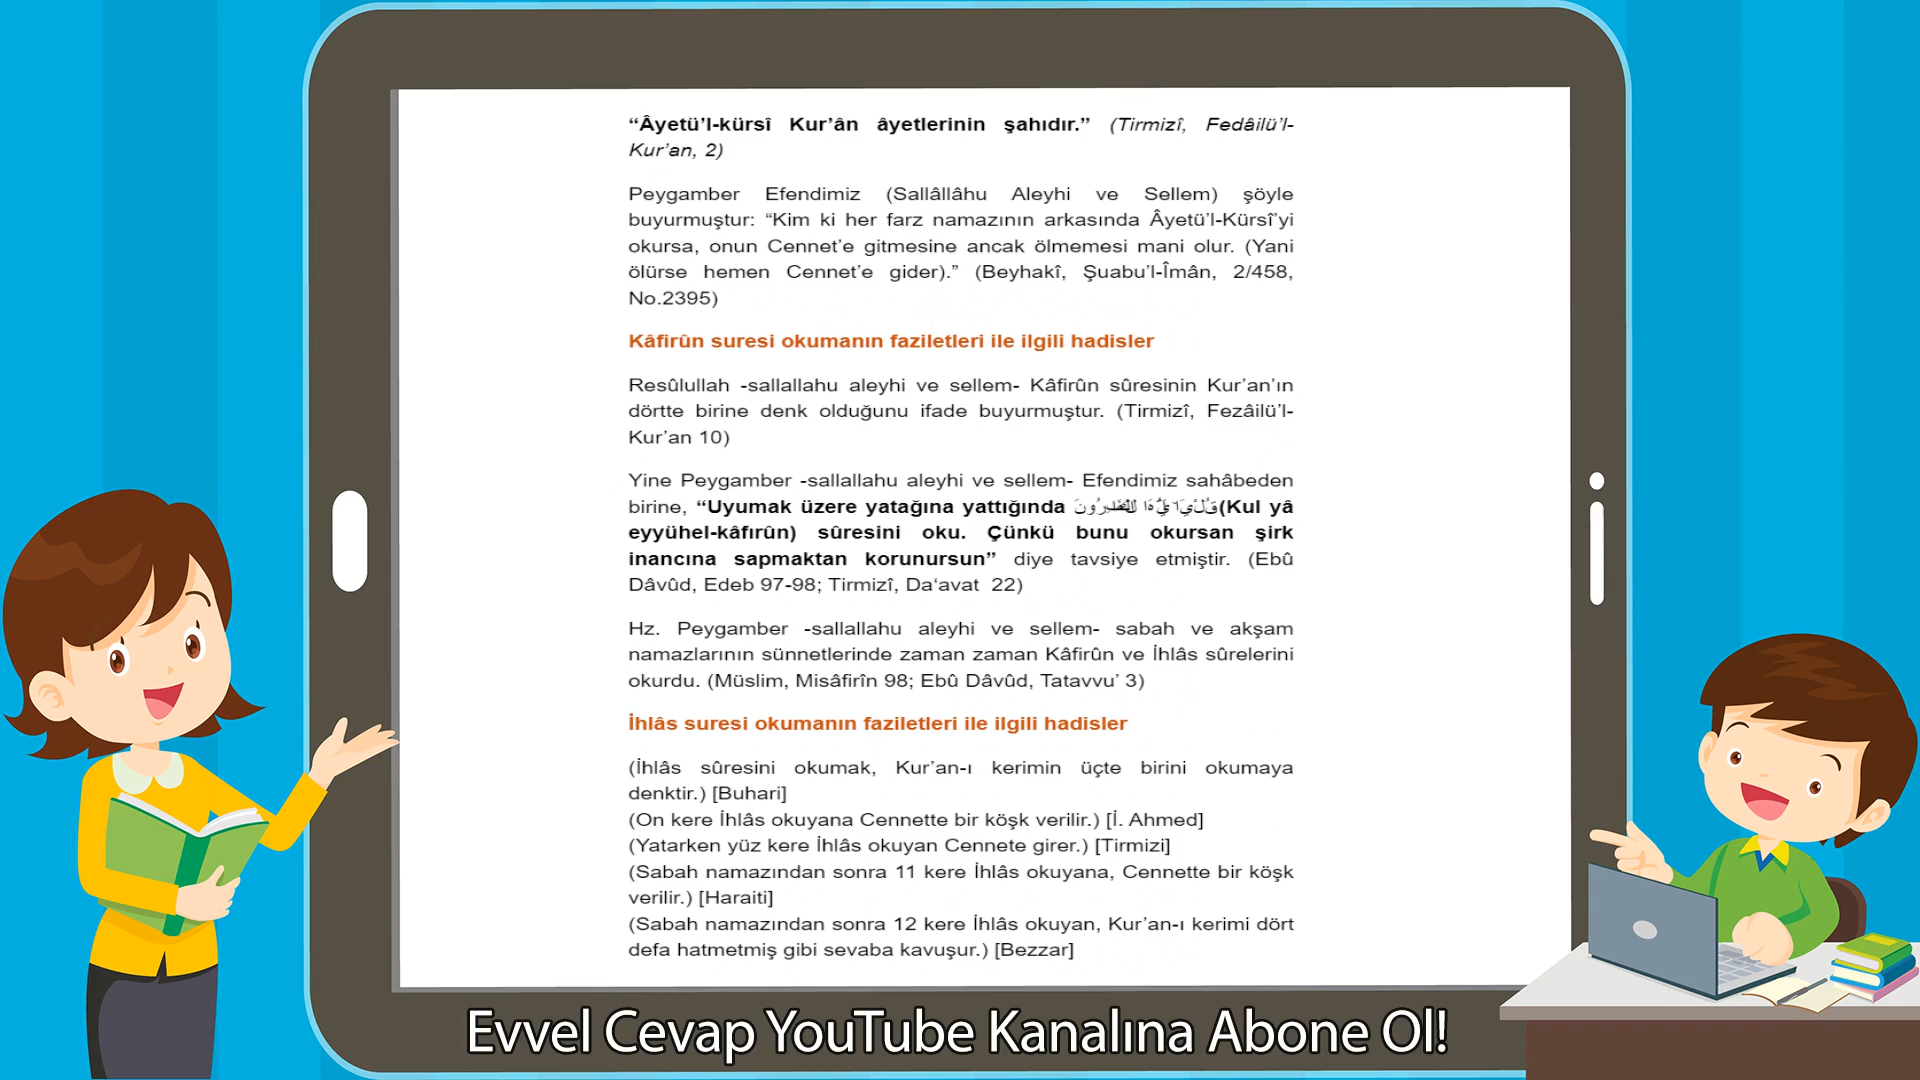 “Âyetü’l-kürsî Kur’ân âyetlerinin şahıdır.” (Tirmizî, Fedâilü’l-
Kur’an, 2)
Peygamber Efendimiz (Sallâllâhu Aleyhi ve Sellem) şöyle
buyurmuştur: “Kim ki her farz namazının arkasında Âyetü’l-Kürsî’yi
okursa, onun Cennet’e gitmesine ancak ölmemesi mani olur. (Yani
ölürse hemen Cennet’e gider).” (Beyhakî, Şuabu’l-Îmân, 2/458,
No.2395)
Kâfirûn suresi okumanın faziletleri ile ilgili hadisler
Resûlullah -sallallahu aleyhi ve sellem- Kâfirûn sûresinin Kur’an’ın
dörtte birine denk olduğunu ifade buyurmuştur. (Tirmizî, Fezâilü’l-
Kur’an 10)
Yine Peygamber -sallallahu aleyhi ve sellem- Efendimiz sahâbeden
birine, “Uyumak üzere yatağına yattığında (Kul yâ
eyyühel-kâfırûn) sûresini oku. Çünkü bunu okursan şirk
inancına sapmaktan korunursun” diye tavsiye etmiştir. (Ebû
Dâvûd, Edeb 97-98; Tirmizî, Da‘avat 22)
Hz. Peygamber -sallallahu aleyhi ve sellem- sabah ve akşam
namazlarının sünnetlerinde zaman zaman Kâfirûn ve İhlâs sûrelerini
okurdu. (Müslim, Misâfirîn 98; Ebû Dâvûd, Tatavvu’ 3)
İhlâs suresi okumanın faziletleri ile ilgili hadisler
(İhlâs sûresini okumak, Kur’an-ı kerimin üçte birini okumaya
denktir.) [Buhari]
(On kere İhlâs okuyana Cennette bir köşk verilir.) [İ. Ahmed]
(Yatarken yüz kere İhlâs okuyan Cennete girer.) [Tirmizi]
(Sabah namazından sonra 11 kere İhlâs okuyana, Cennette bir köşk
verilir.) [Haraiti]
(Sabah namazından sonra 12 kere İhlâs okuyan, Kur’an-ı kerimi dört
defa hatmetmiş gibi sevaba kavuşur.) [Bezzar]
Evvel Cevap YouTube Kanalına Abone Ol!